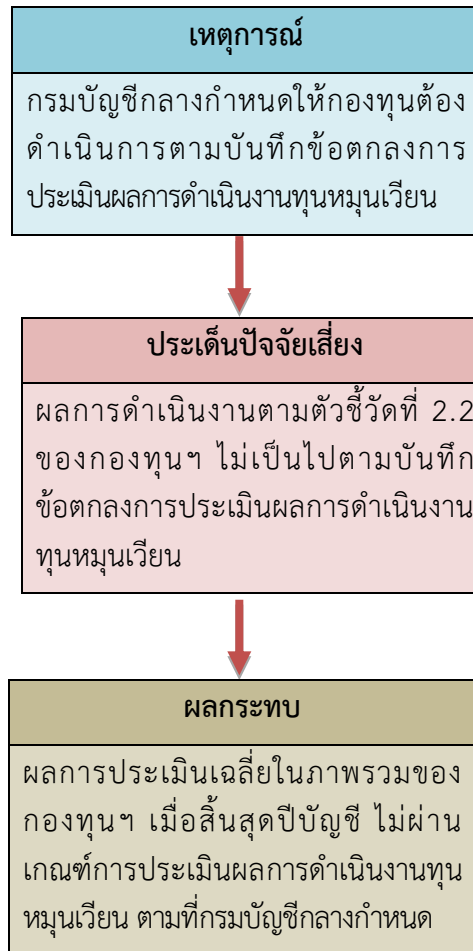 เหตุการณ์
กรมบัญชีกลางกำหนดให้กองทุนต้อง
ดำเนินการตามบันทึกข้อตกลงการ
ประเมินผลการดำเนินงานทุนหมุนเวียน
ประเด็นปัจจัยเสี่ยง
ผลการดำเนินงานตามตัวชี้วัดที่ 2.2
ของกองทุนฯ ไม่เป็นไปตามบันทึก
ข้อตกลงการประเมินผลการดำเนินงาน
ทุนหมุนเวียน
ผลกระทบ
ผลการประเมินเฉลี่ยในภาพรวมของ
กองทุนฯ เมื่อสิ้นสุดปีบัญชี ไม่ผ่าน
เกณฑ์การประเมินผลการดำเนินงานทุน
หมุนเวียน ตามที่กรมบัญชีกลางกำหนด